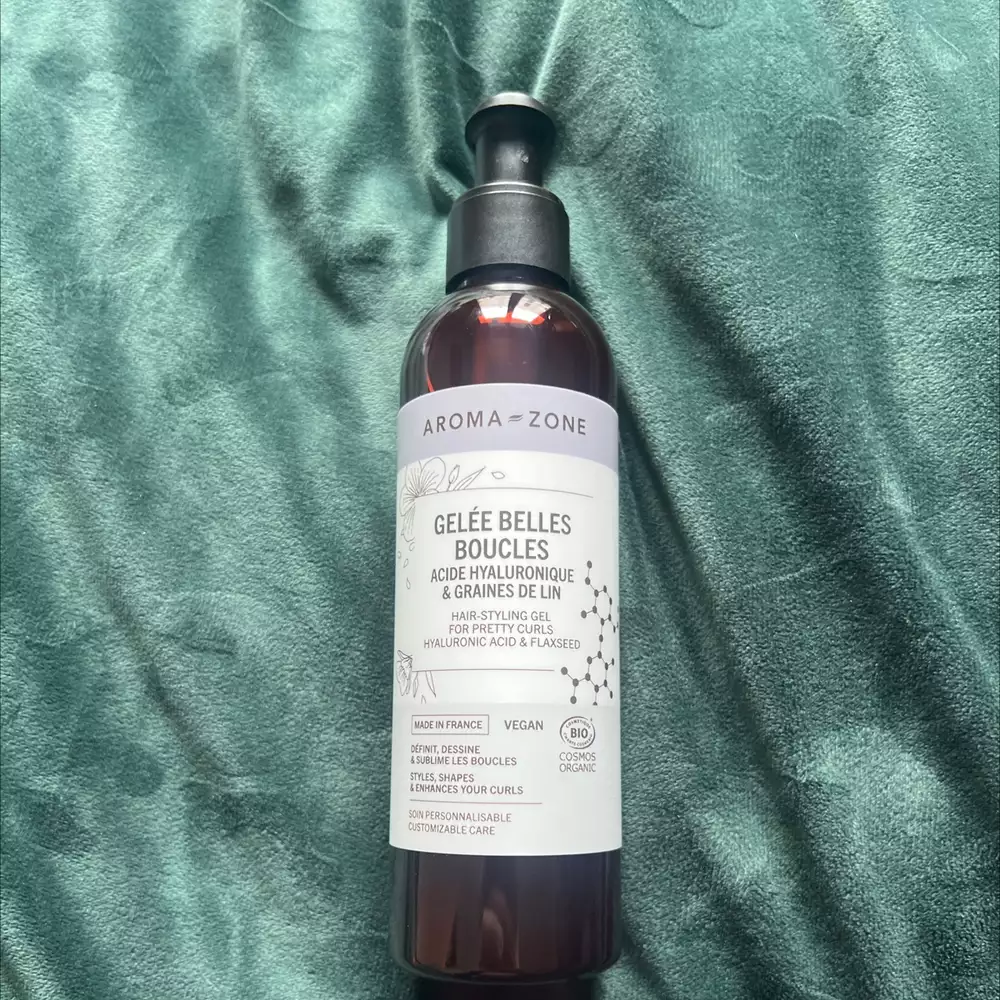 AROMA ZONE
GELÉE BELLES
BOUCLES
ACIDE HYALURONIQUE
& GRAINES DE LIN
HAIR-STYLING GEL
FOR PRETTY CURLS
HYALURONIC ACID & FLAXSEED
MADE IN FRANCE VEGAN
BIO
COSMOS
ORGANIC
DÉFINIT, DESSINE
& SUBLIME LES BOUCLES
STYLES, SHAPES
& ENHANCES YOUR CURLS
SOIN PERSONNALISABLE
CUSTOMIZABLE CARE